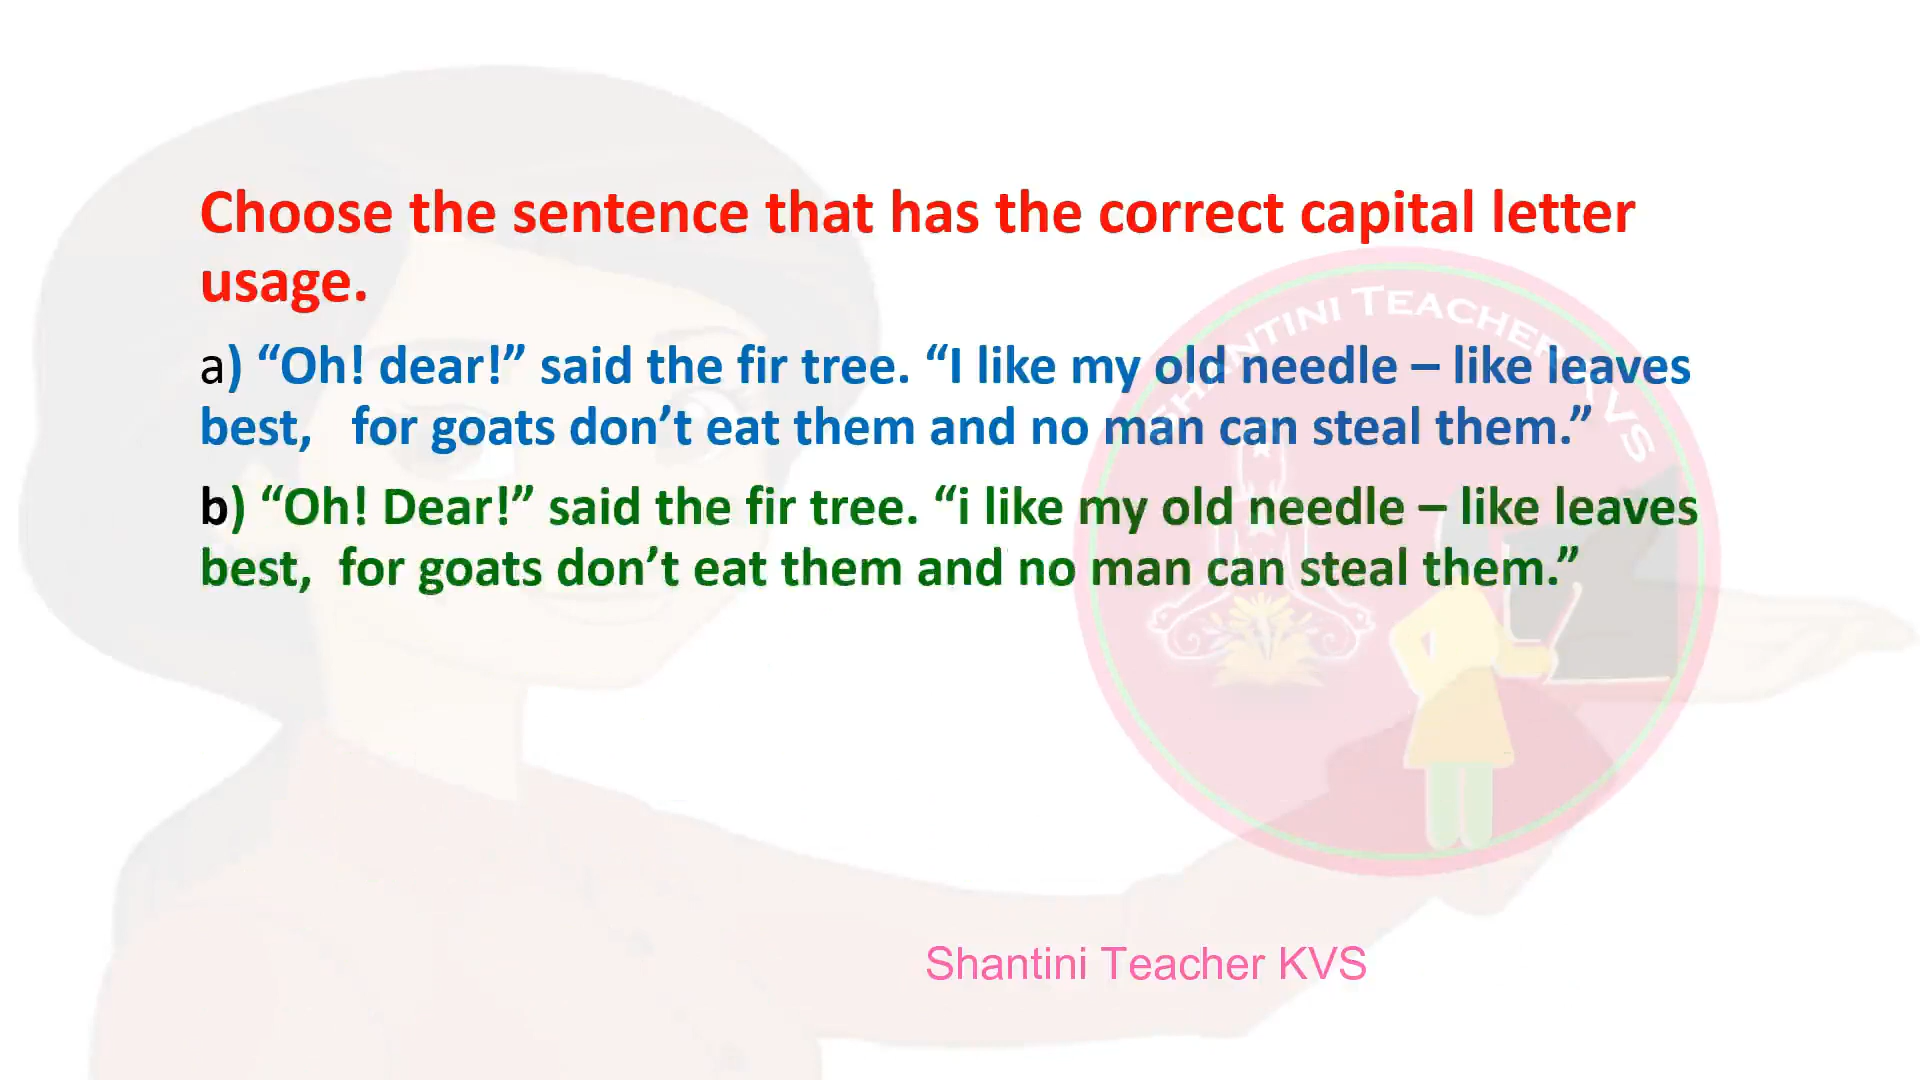 Choose the sentence that has the correct capital letter
usage.
SHANTINI TEACHER KVS
a) “Oh! dear!” said the fir tree. “I like my old needle – like leaves
best,   for goats don’t eat them and no man can steal them.”
b) “Oh! Dear!” said the fir tree. “i like my old needle – like leaves
best,  for goats don’t eat them and no man can steal them.”
Shantini Teacher KVS